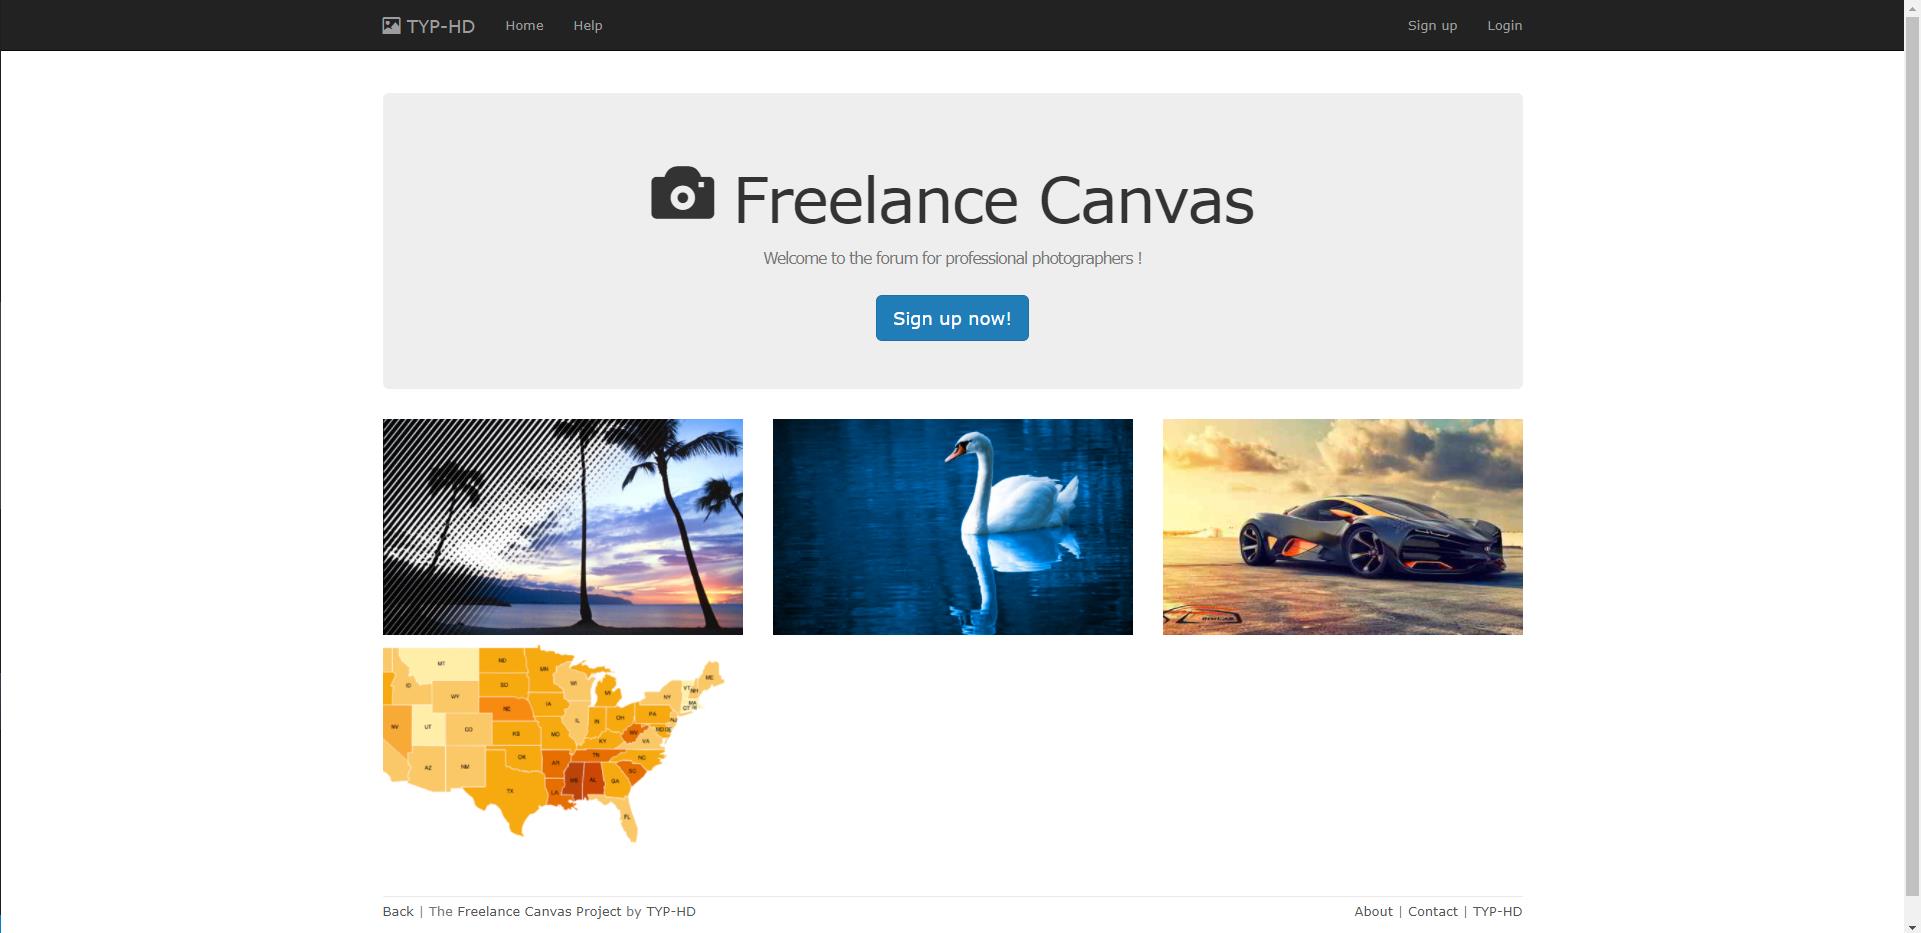 TYP-HD Home Help Sign up Login
Freelance Canvas
Welcome to the forum for professional photographers !
Sign up now!
MT ND MN ID SD WI WY MI NY VT NH ME
NE IA MA CT RI
NV UT CO IL IN OH PA NJ
KS MO WV MD DE
KY VA
AZ NM OK AR TN NC
TX LA MS AL GA SC
FL
Back | The Freelance Canvas Project by TYP-HD About | Contact | TYP-HD